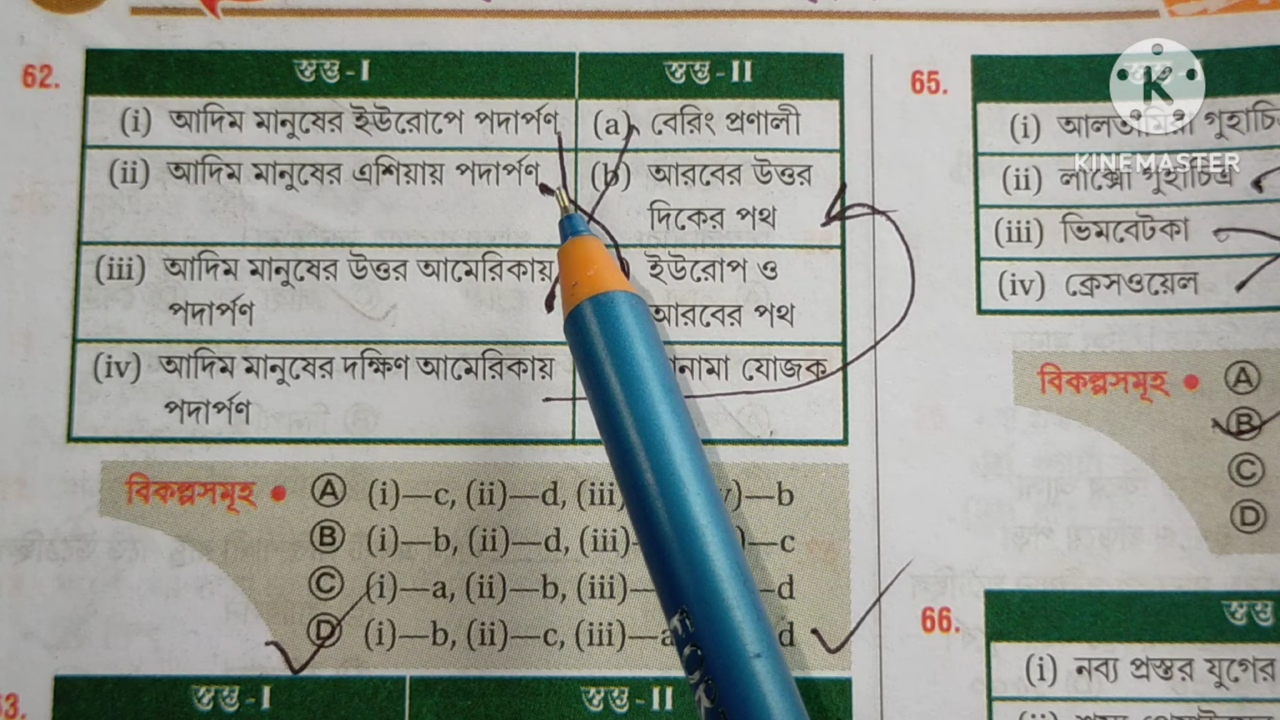 62.
স্তম্ভ-I স্তম্ভ-II
(i) আদিম মানুষের ইউরোপে পদার্পণ (a) বেরিং প্রণালী
(ii) আদিম মানুষের এশিয়ায় পদার্পণ (b) আরবের উত্তর
দিকের পথ
(iii) আদিম মানুষের উত্তর আমেরিকায় ইউরোপ ও
পদার্পণ আরবের পথ
(iv) আদিম মানুষের দক্ষিণ আমেরিকায় নামা যোজক
পদার্পণ
বিকল্পসমূহ • A (i)—c, (ii)—d, (iii) )—b
B (i)—b, (ii)—d, (iii)- )—c
C (i)—a, (ii)—b, (iii)— -d
D (i)—b, (ii)—c, (iii)—a d
63.
স্তম্ভ-I স্তম্ভ-II
65.
-I
(i) আলতামিরা গুহাচি
(ii) লাস্কো গুহাচিত্র
(iii) ভিমবেটকা
(iv) ক্রেসওয়েল
বিকল্পসমূহ • A
B
C
D
66.
স্তম্ভ
(i) নব্য প্রস্তর যুগের
K
KINEMASTER